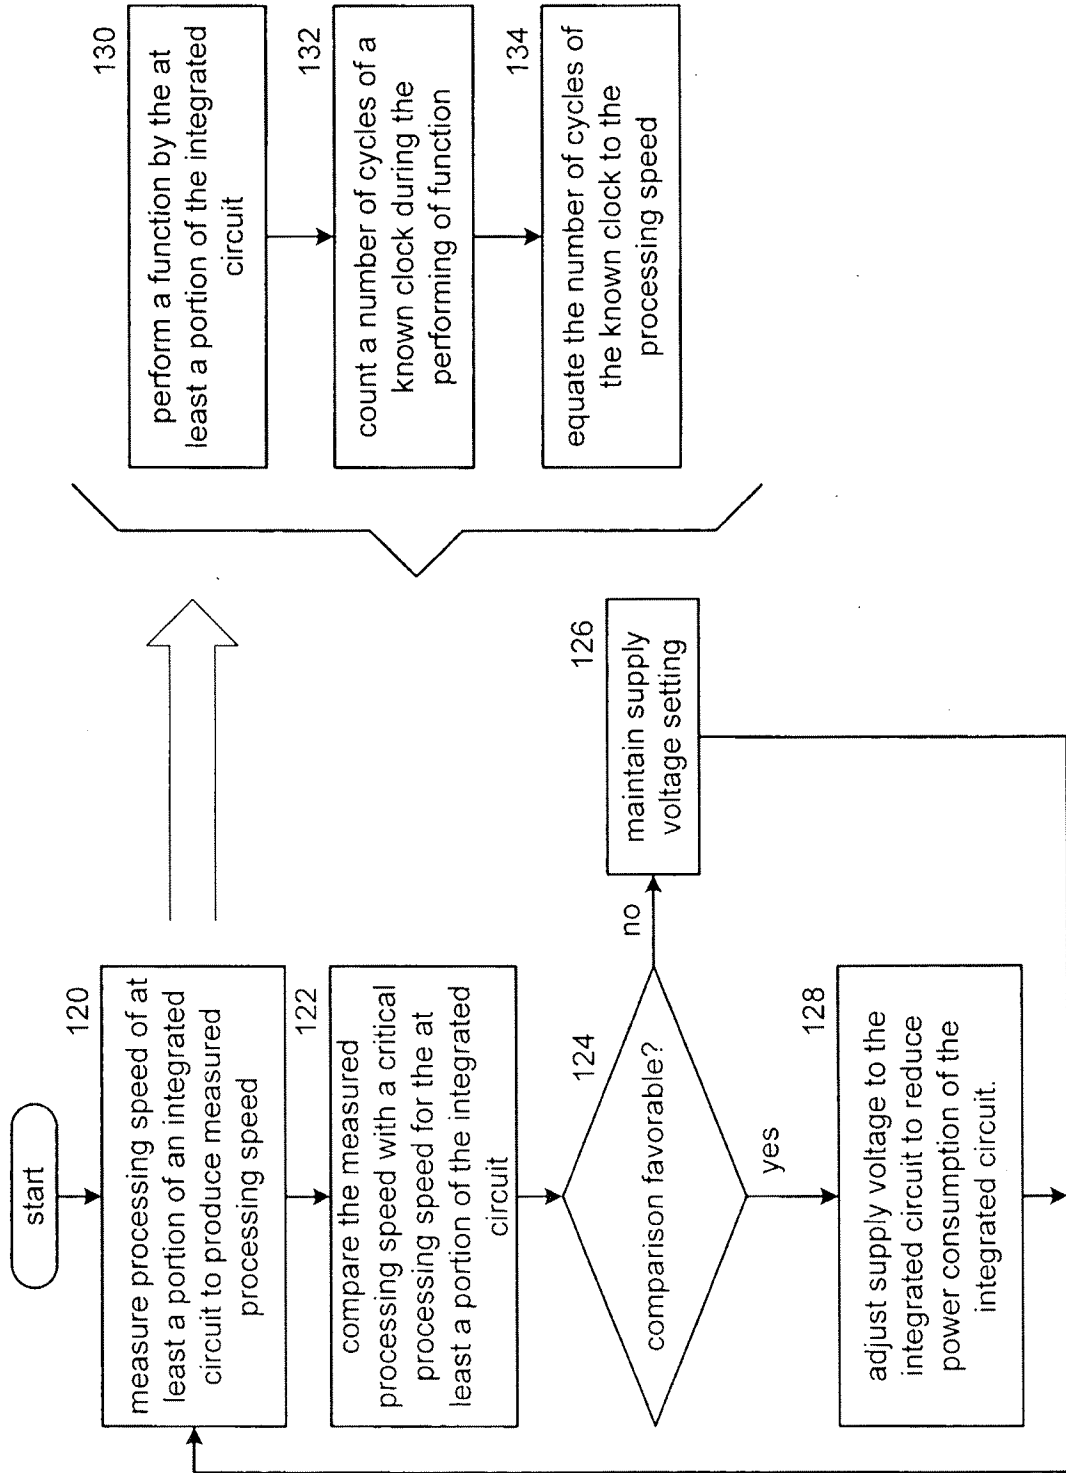 start
120
measure processing speed of at
least a portion of an integrated
circuit to produce measured
processing speed
122
compare the measured
processing speed with a critical
processing speed for the at
least a portion of the integrated
circuit
124
comparison favorable?
no
yes
126
maintain supply
voltage setting
128
adjust supply voltage to the
integrated circuit to reduce
power consumption of the
integrated circuit.
130
perform a function by the at
least a portion of the integrated
circuit
132
count a number of cycles of a
known clock during the
performing of function
134
equate the number of cycles of
the known clock to the
processing speed